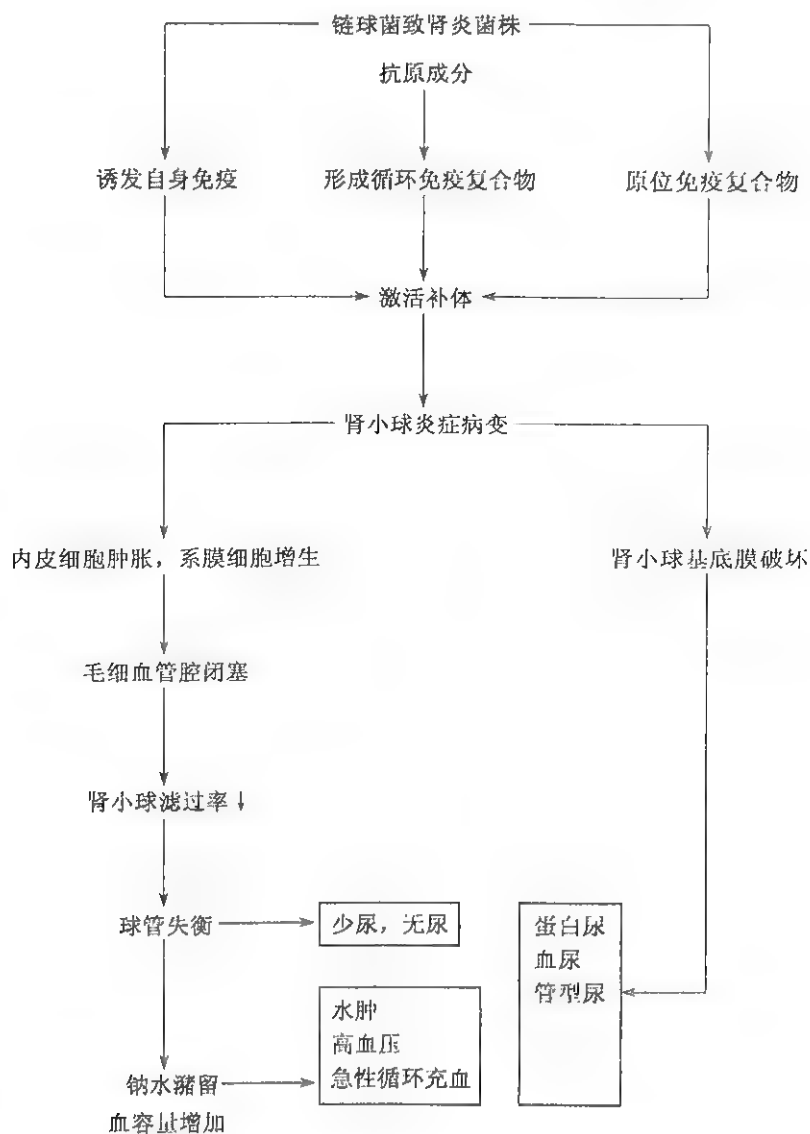 链球菌致肾炎菌株
抗原成分
诱发自身免疫
形成循环免疫复合物
原位免疫复合物
激活补体
肾小球炎症病变
内皮细胞肿胀，系膜细胞增生
肾小球基底膜破坏
毛细血管腔闭塞
肾小球滤过率↓
球管失衡
少尿，无尿
蛋白尿
血尿
管型尿
水肿
高血压
急性循环充血
钠水潴留
血容量增加